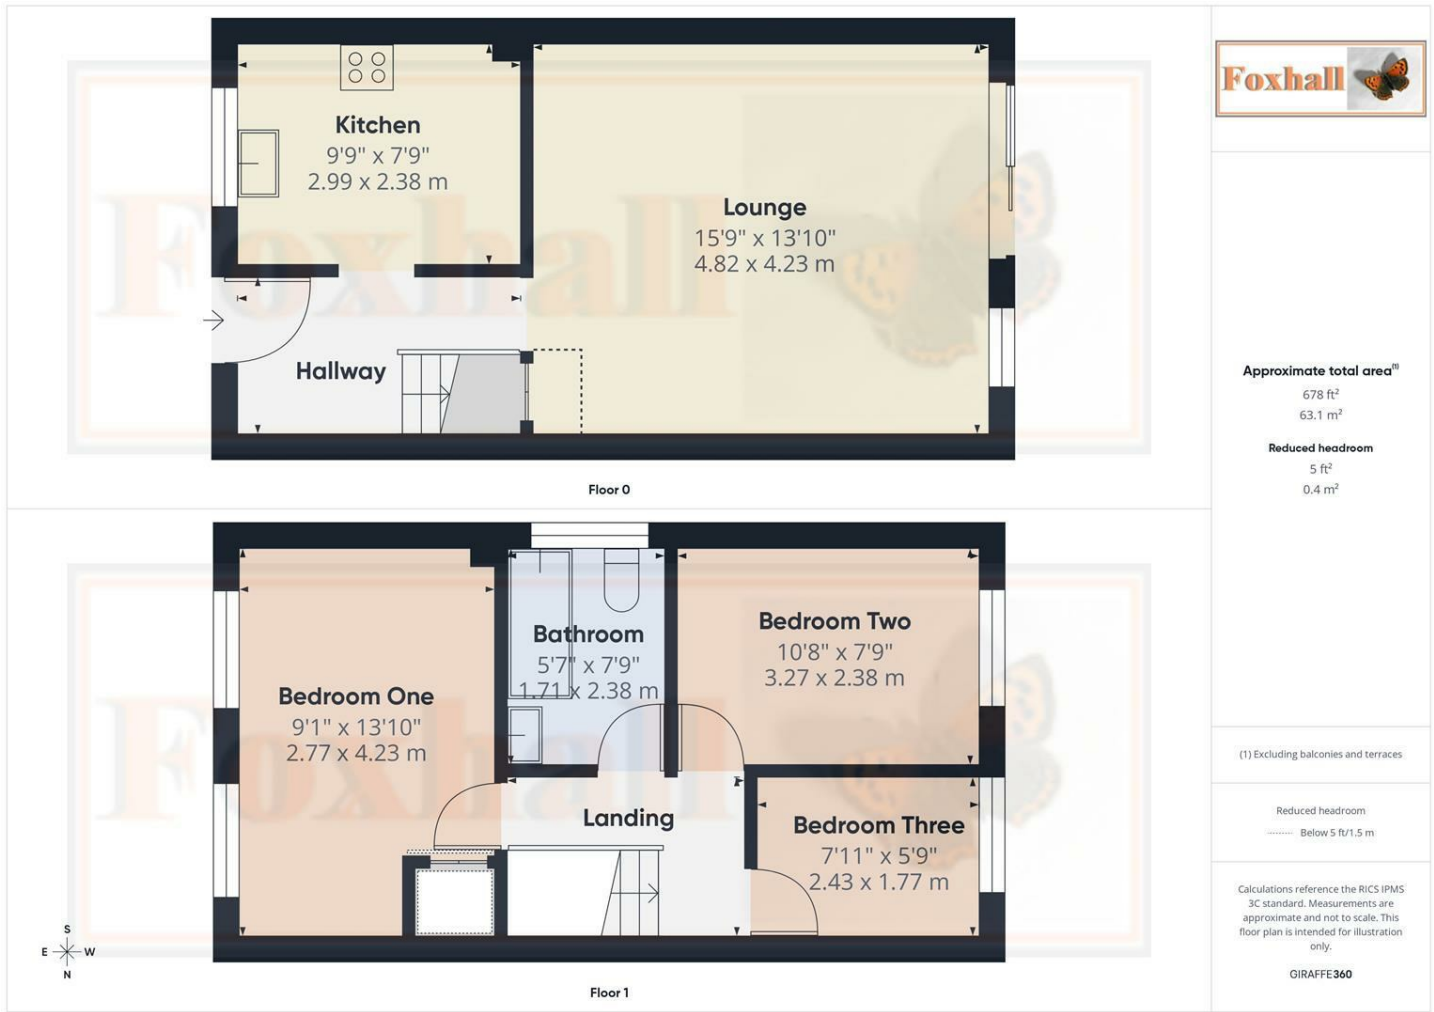 Kitchen
9'9" x 7'9"
2.99 x 2.38 m
Lounge
15'9" x 13'10"
4.82 x 4.23 m
Hallway
Foxhall
Floor 0
Bedroom One
9'1" x 13'10"
2.77 x 4.23 m
Bathroom
5'7" x 7'9"
1.71 x 2.38 m
Bedroom Two
10'8" x 7'9"
3.27 x 2.38 m
Landing
Bedroom Three
7'11" x 5'9"
2.43 x 1.77 m
Foxhall
S
E W
N
Floor 1
Foxhall
Approximate total area(1)
678 ft²
63.1 m²
Reduced headroom
5 ft²
0.4 m²
(1) Excluding balconies and terraces
Reduced headroom
Below 5 ft/1.5 m
Calculations reference the RICS IPMS
3C standard. Measurements are
approximate and not to scale. This
floor plan is intended for illustration
only.
GIRAFFE360